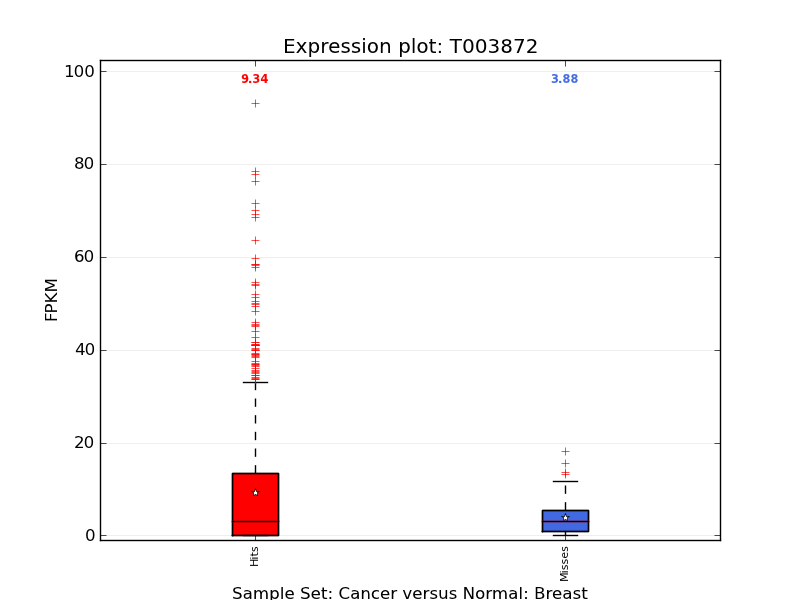 Expression plot: T003872
9.34
3.88
100
80
60
40
20
0
FPKM
Hits
Misses
Sample Set: Cancer versus Normal: Breast